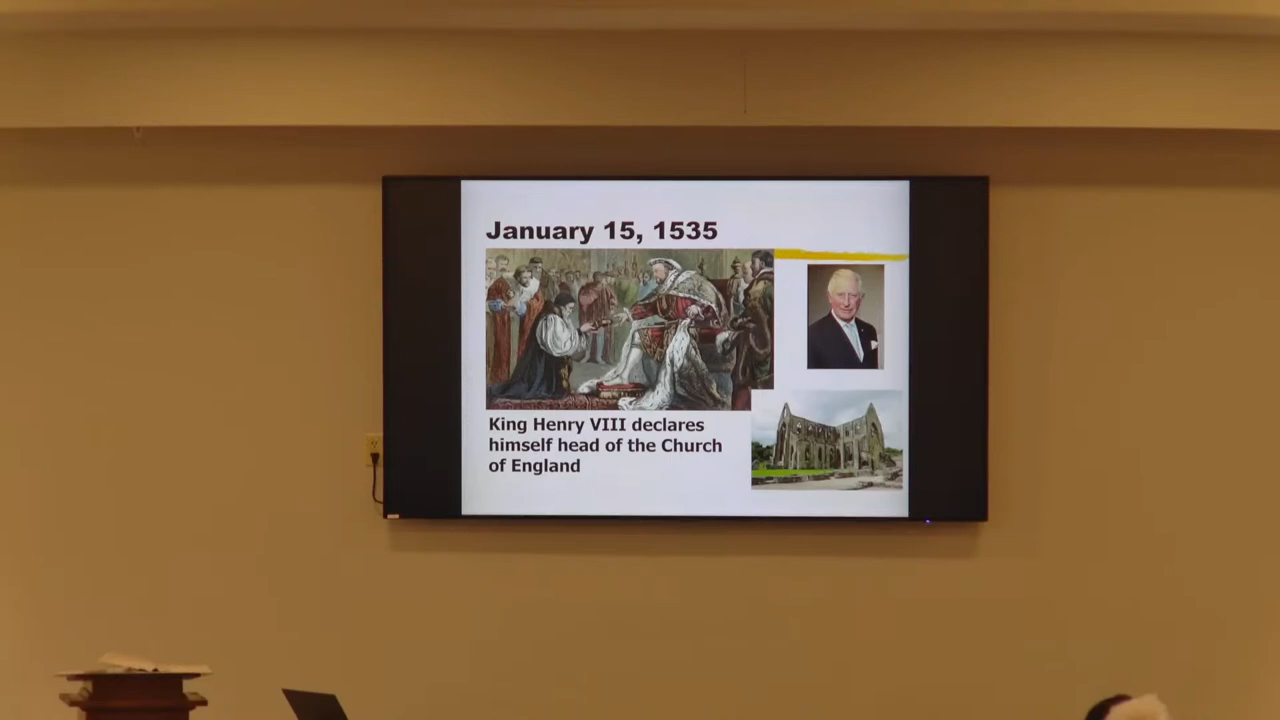 January 15, 1535
King Henry VIII declares
himself head of the Church
of England